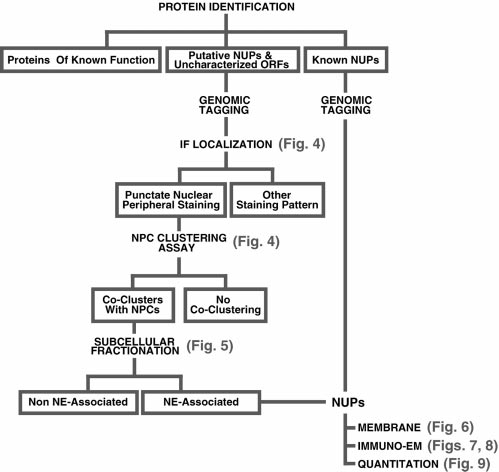 PROTEIN IDENTIFICATION
Proteins Of Known Function
Putative NUPs &
Uncharacterized ORFs
Known NUPs
GENOMIC
TAGGING
GENOMIC
TAGGING
IF LOCALIZATION (Fig. 4)
Punctate Nuclear
Peripheral Staining
Other
Staining Pattern
NPC CLUSTERING
ASSAY
(Fig. 4)
Co-Clusters
With NPCs
No
Co-Clustering
SUBCELLULAR
FRACTIONATION
(Fig. 5)
Non NE-Associated
NE-Associated
NUPs
MEMBRANE (Fig. 6)
IMMUNO-EM (Figs. 7, 8)
QUANTITATION (Fig. 9)